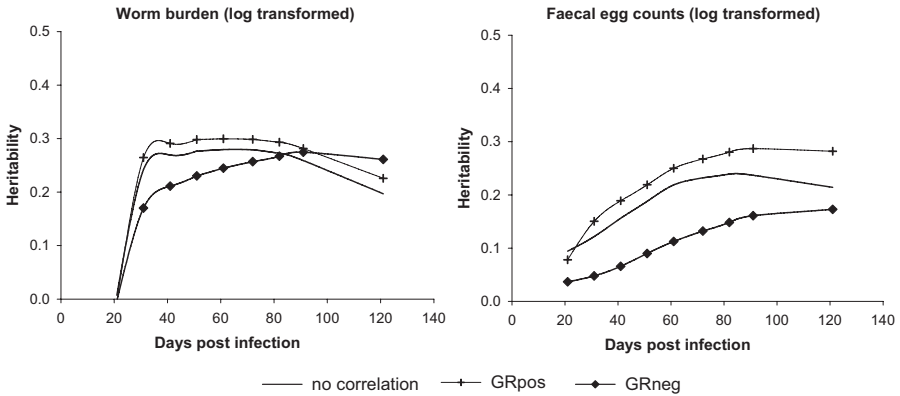 Worm burden (log transformed)
Heritability
0.5
0.4
0.3
0.2
0.1
0.0
0 20 40 60 80 100 120 140
Days post infection
Faecal egg counts (log transformed)
Heritability
0.5
0.4
0.3
0.2
0.1
0.0
0 20 40 60 80 100 120 140
Days post infection
no correlation GRpos GRneg